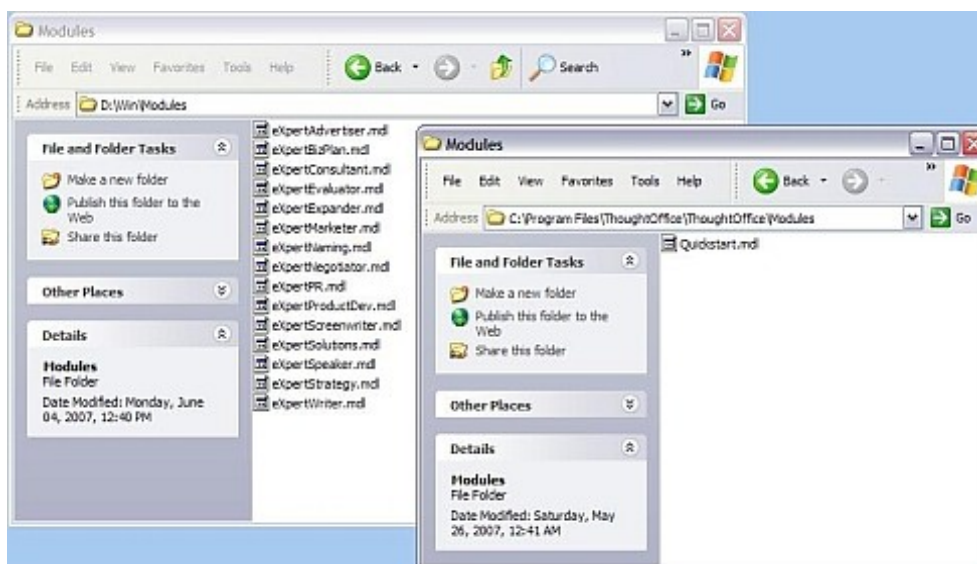 Modules
File Edit View Favorites Tools Help Back Search
Address D:\Win\Modules Go
File and Folder Tasks
Make a new folder
Publish this folder to the
Web
Share this folder
Other Places
Details
Modules
File Folder
Date Modified: Monday, June
04, 2007, 12:40 PM
eXpertAdvertiser.mdl
eXpertBizPlan.mdl
eXpertConsultant.mdl
eXpertEvaluator.mdl
eXpertExpander.mdl
eXpertMarketer.mdl
eXpertNaming.mdl
eXpertNegotiator.mdl
eXpertPR.mdl
eXpertProductDev.mdl
eXpertScreenwriter.mdl
eXpertSolutions.mdl
eXpertSpeaker.mdl
eXpertStrategy.mdl
eXpertWriter.mdl
Modules
File Edit View Favorites Tools Help Back
Address C:\Program Files\ThoughtOffice\ThoughtOffice\Modules Go
File and Folder Tasks
Make a new folder
Publish this folder to the
Web
Share this folder
Other Places
Details
Modules
File Folder
Date Modified: Saturday, May
26, 2007, 12:41 AM
Quickstart.mdl